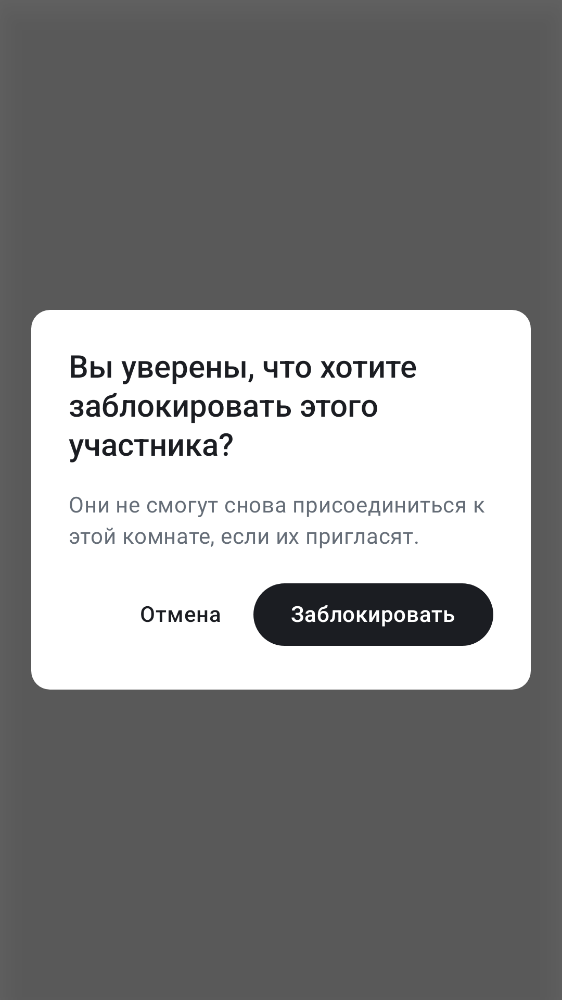 Вы уверены, что хотите
заблокировать этого
участника?
Они не смогут снова присоединиться к
этой комнате, если их пригласят.
Отмена
Заблокировать